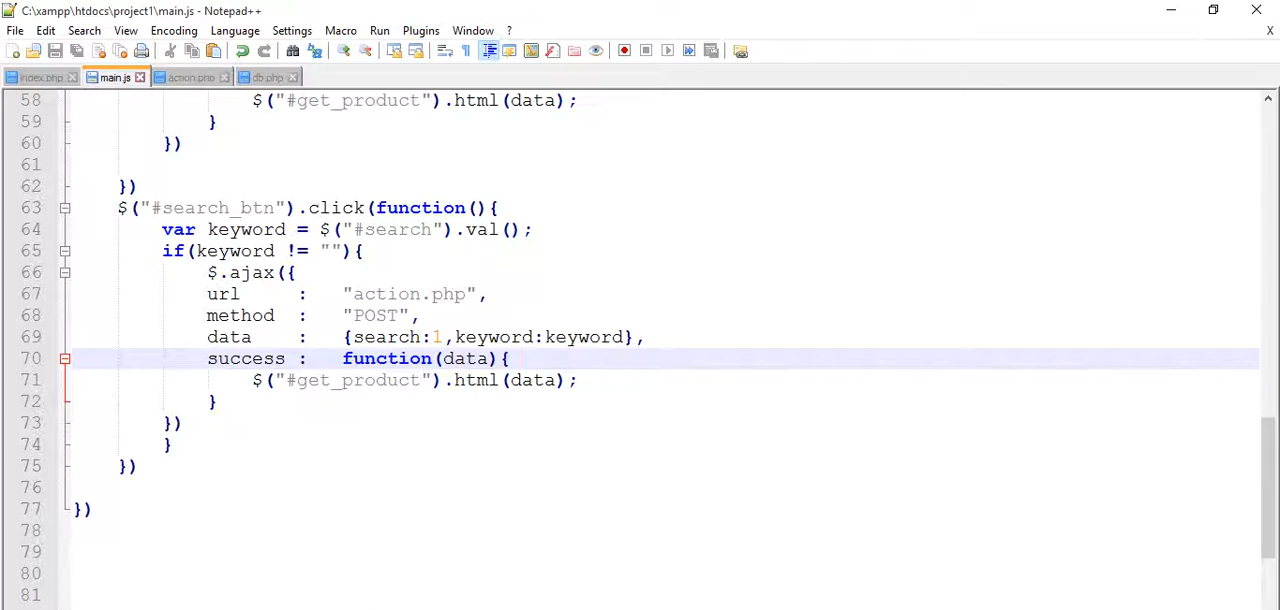 C:\xampp\htdocs\project1\main.js - Notepad++
File Edit Search View Encoding Language Settings Macro Run Plugins Window ? X
index.php main.js action.php db.php
58 $("#get_product").html(data);
59 }
60 })
61
62 })
63 $("#search_btn").click(function(){
64 var keyword = $("#search").val();
65 if(keyword != ""){
66 $.ajax({
67 url : "action.php",
68 method : "POST",
69 data : {search:1,keyword:keyword},
70 success : function(data){
71 $("#get_product").html(data);
72 }
73 })
74 }
75 })
76
77 })
78
79
80
81